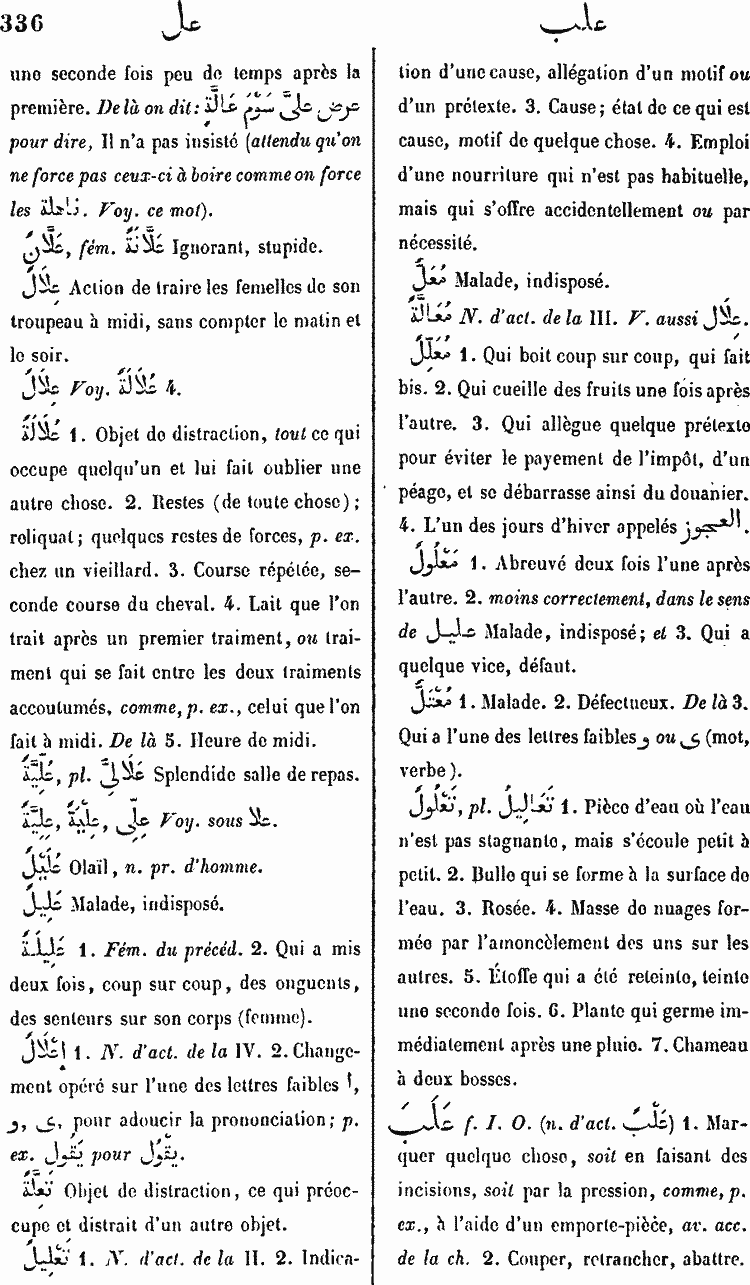 336
عل
علب
une seconde fois peu de temps après la
première. De là on dit: عرض علىَّ سَوْمَ عَالَّةٍ
pour dire, Il n'a pas insisté (attendu qu'on
ne force pas ceux-ci à boire comme on force
les ناهلة. Voy. ce mot).
عَلَّانٌ, fém. عَلَّانَةٌ Ignorant, stupide.
عِلَالٌ Action de traire les femelles de son
troupeau à midi, sans compter le matin et
le soir.
عُلَالٌ Voy. عُلَالَةٌ 4.
عُلَالَةٌ 1. Objet de distraction, tout ce qui
occupe quelqu'un et lui fait oublier une
autre chose. 2. Restes (de toute chose);
reliquat; quelques restes de forces, p. ex.
chez un vieillard. 3. Course répétée, se-
conde course du cheval. 4. Lait que l'on
trait après un premier traiment, ou trai-
ment qui se fait entre les deux traiments
accoutumés, comme, p. ex., celui que l'on
fait à midi. De là 5. Heure de midi.
عُلِّيَّةٌ, pl. عَلَالِىُّ Splendide salle de repas.
عِلِّيَّةٌ, عِلْيَةٌ, عِلِّى Voy. sous علا.
عُلَيْلٌ Olaïl, n. pr. d'homme.
عَلِيلٌ Malade, indisposé.
عَلِيلَةٌ 1. Fém. du précéd. 2. Qui a mis
deux fois, coup sur coup, des onguents,
des senteurs sur son corps (femme).
إِعْلَالٌ 1. N. d'act. de la IV. 2. Change-
ment opéré sur l'une des lettres faibles ا,
و, ى, pour adoucir la prononciation; p.
ex. يَقُولُ pour يَقْوُلُ.
تَعِلَّةٌ Objet de distraction, ce qui préoc-
cupe et distrait d'un autre objet.
تَعْلِيلٌ 1. N. d'act. de la II. 2. Indica-
tion d'une cause, allégation d'un motif ou
d'un prétexte. 3. Cause; état de ce qui est
cause, motif de quelque chose. 4. Emploi
d'une nourriture qui n'est pas habituelle,
mais qui s'offre accidentellement ou par
nécessité.
مُعَلٌّ Malade, indisposé.
مُعَالَّةٌ N. d'act. de la III. V. aussi عِلَال.
مُعَلِّلٌ 1. Qui boit coup sur coup, qui fait
bis. 2. Qui cueille des fruits une fois après
l'autre. 3. Qui allègue quelque prétexte
pour éviter le payement de l'impôt, d'un
péage, et se débarrasse ainsi du douanier.
4. L'un des jours d'hiver appelés العجوز.
مَعْلُولٌ 1. Abreuvé deux fois l'une après
l'autre. 2. moins correctement, dans le sens
de عليل Malade, indisposé; et 3. Qui a
quelque vice, défaut.
مُعْتَلٌّ 1. Malade. 2. Défectueux. De là 3.
Qui a l'une des lettres faibles و ou ى (mot,
verbe).
تَعْلُولٌ, pl. تَعَالِيلُ 1. Pièce d'eau où l'eau
n'est pas stagnante, mais s'écoule petit à
petit. 2. Bulle qui se forme à la surface de
l'eau. 3. Rosée. 4. Masse de nuages for-
mée par l'amoncèlement des uns sur les
autres. 5. Étoffe qui a été reteinte, teinte
une seconde fois. 6. Plante qui germe im-
médiatement après une pluie. 7. Chameau
à deux bosses.
عَلَبَ f. I. O. (n. d'act. عَلْبٌ) 1. Mar-
quer quelque chose, soit en faisant des
incisions, soit par la pression, comme, p.
ex., à l'aide d'un emporte-pièce, av. acc.
de la ch. 2. Couper, retrancher, abattre.